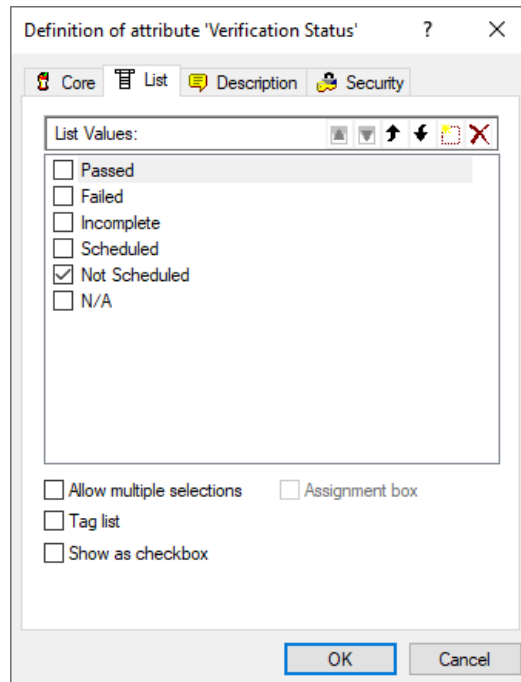 Definition of attribute 'Verification Status' ?
Core List Description Security
List Values:
Passed
Failed
Incomplete
Scheduled
Not Scheduled
N/A
Allow multiple selections Assignment box
Tag list
Show as checkbox
OK Cancel